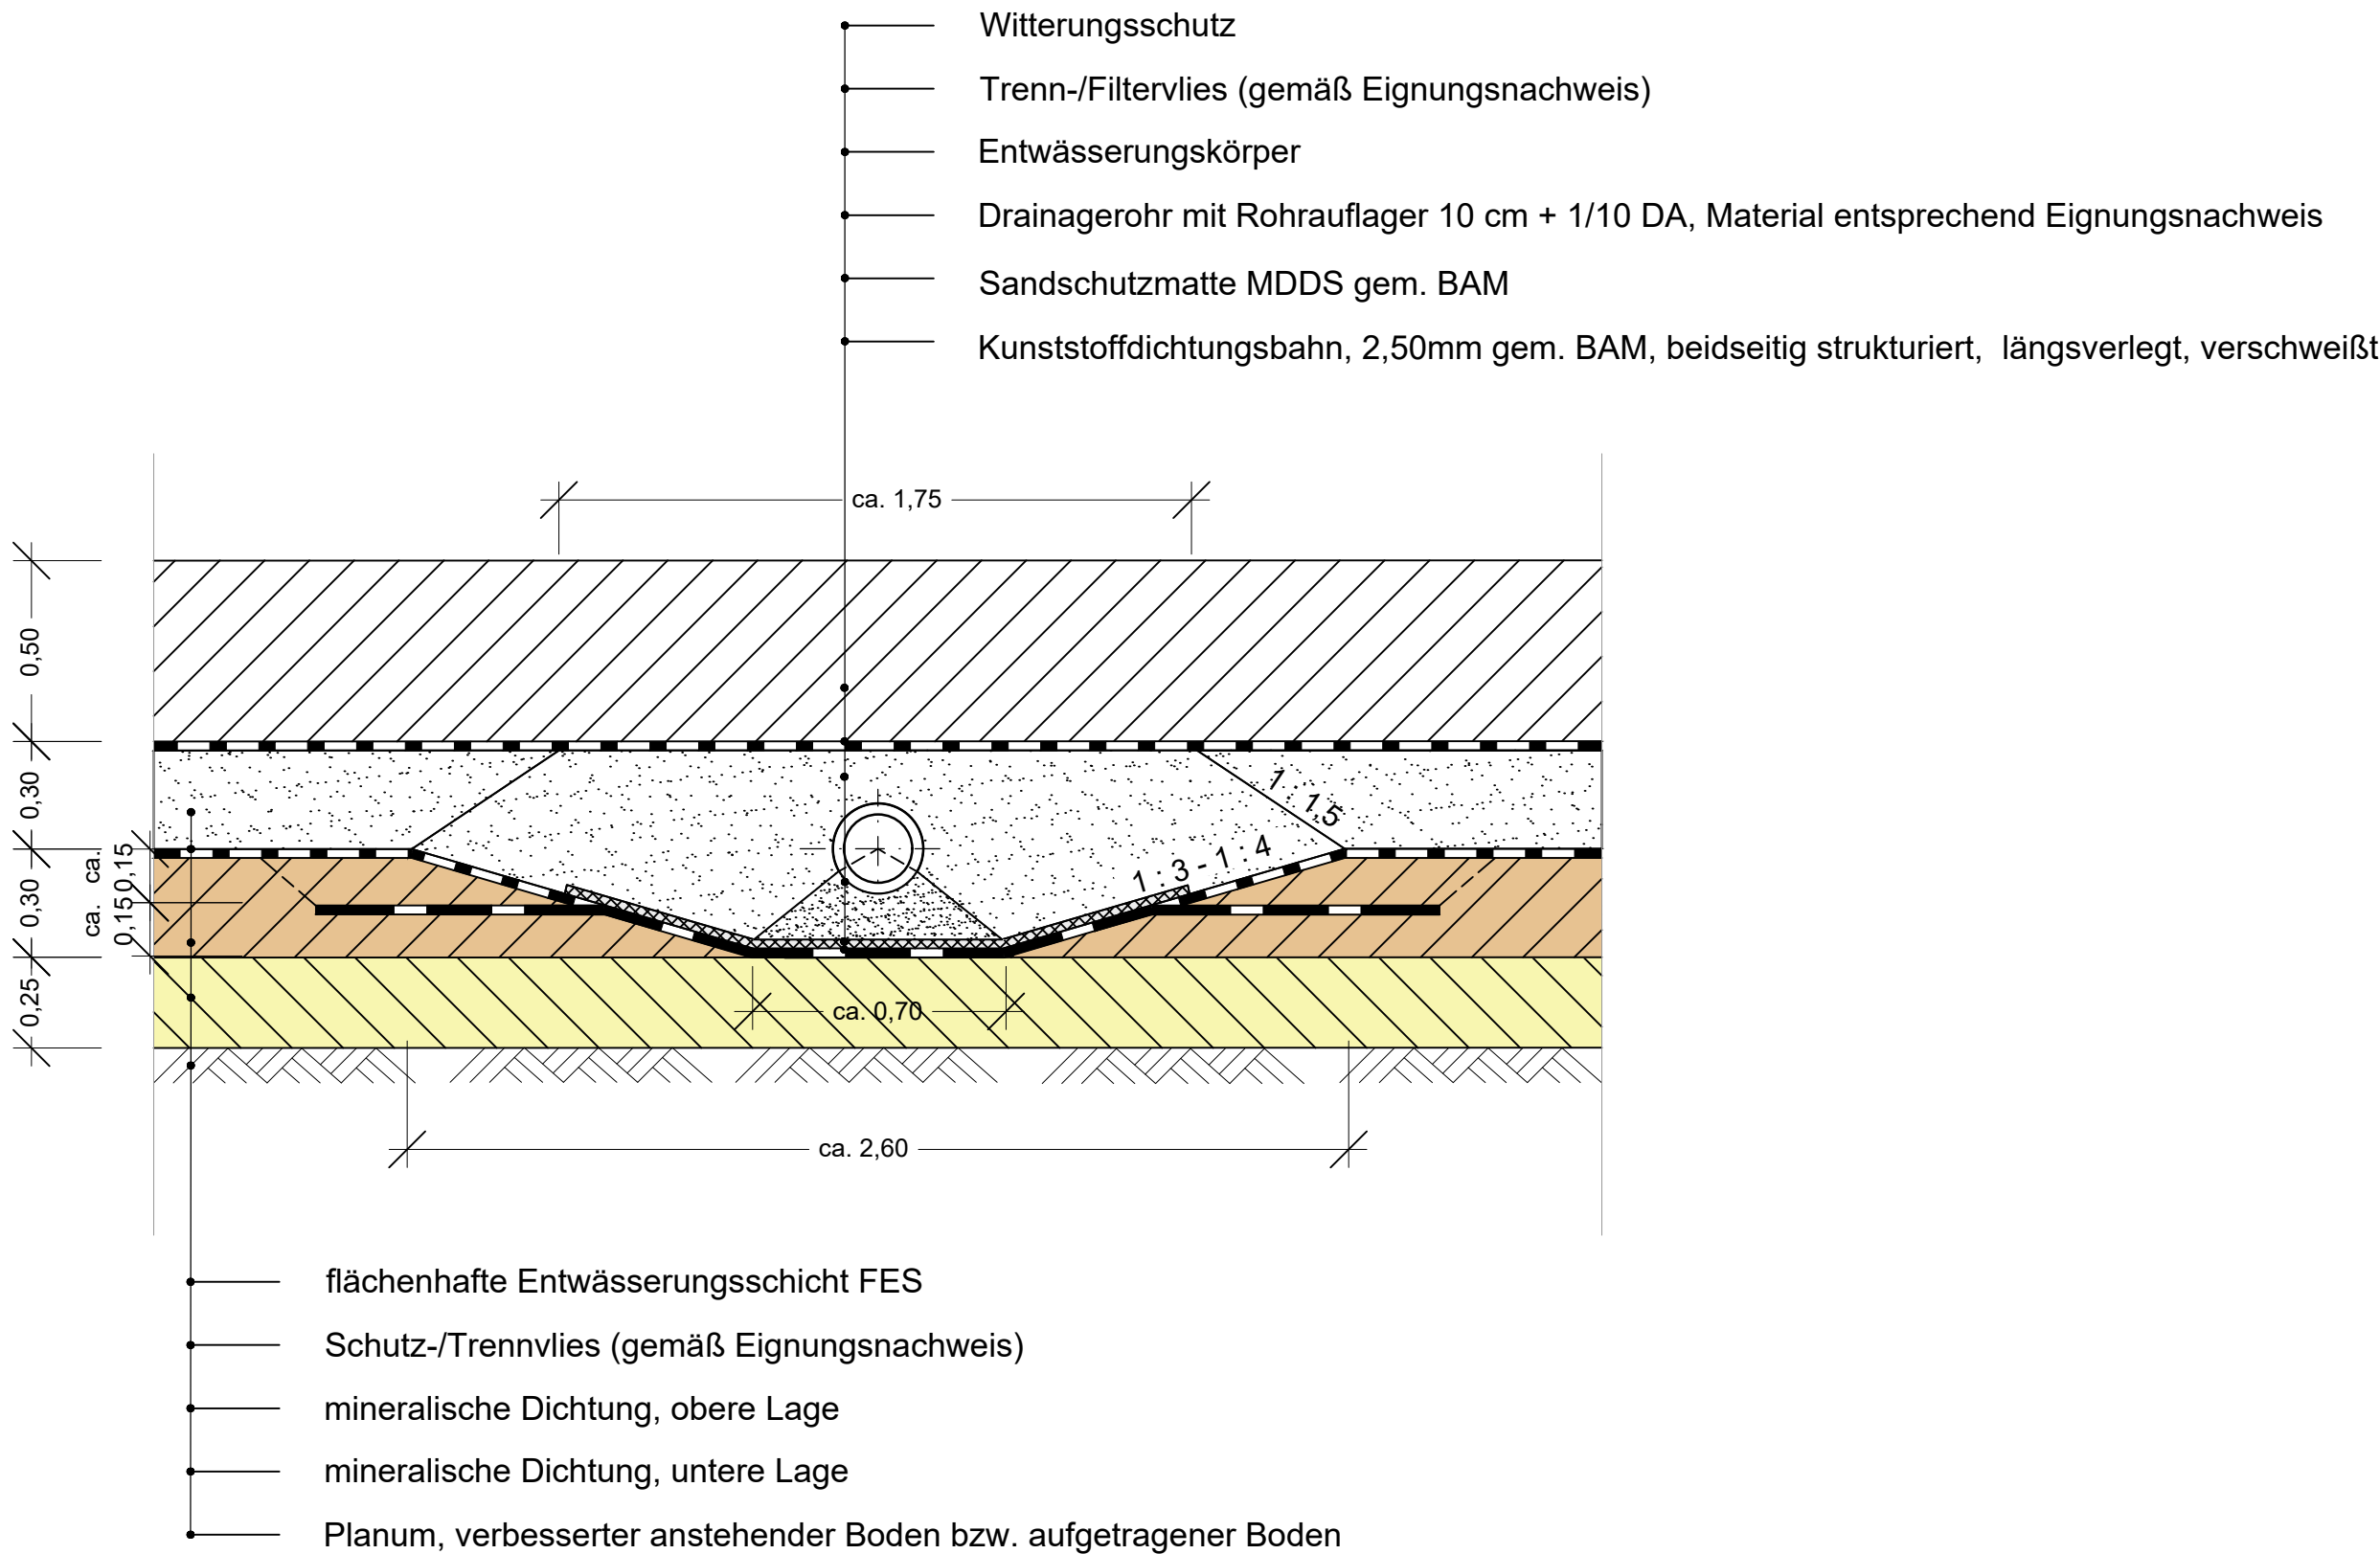 Witterungsschutz
Trenn-/Filtervlies (gemäß Eignungsnachweis)
Entwässerungskörper
Drainagerohr mit Rohrauflager 10 cm + 1/10 DA, Material entsprechend Eignungsnachweis
Sandschutzmatte MDDS gem. BAM
Kunststoffdichtungsbahn, 2,50mm gem. BAM, beidseitig strukturiert, längsverlegt, verschweißt
ca. 1,75
0,50
0,30
1 : 1,5
1 : 3 - 1 : 4
ca.
0,15
0,30
ca.
0,15
0,25
ca. 0,70
ca. 2,60
flächenhafte Entwässerungsschicht FES
Schutz-/Trennvlies (gemäß Eignungsnachweis)
mineralische Dichtung, obere Lage
mineralische Dichtung, untere Lage
Planum, verbesserter anstehender Boden bzw. aufgetragener Boden